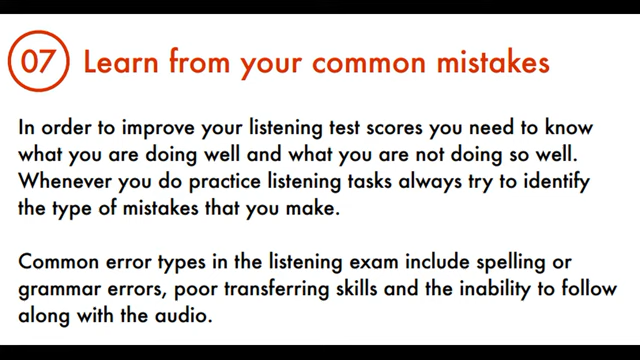 07 Learn from your common mistakes
In order to improve your listening test scores you need to know
what you are doing well and what you are not doing so well.
Whenever you do practice listening tasks always try to identify
the type of mistakes that you make.
Common error types in the listening exam include spelling or
grammar errors, poor transferring skills and the inability to follow
along with the audio.